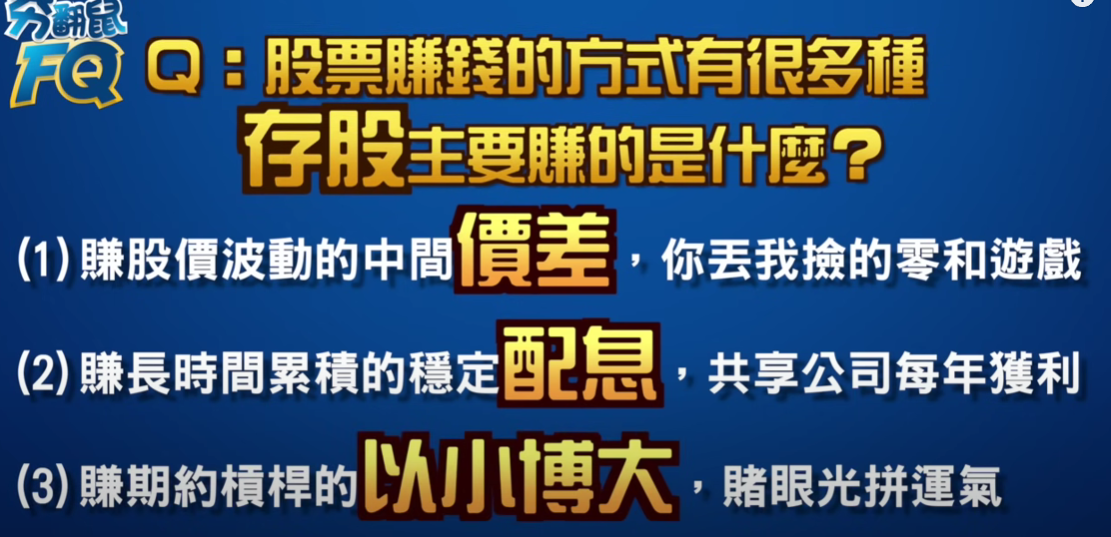 夯翻鼠
FQ
Q：股票賺錢的方式有很多種
存股主要賺的是什麼？
(1)賺股價波動的中間價差，你丟我撿的零和遊戲
(2)賺長時間累積的穩定配息，共享公司每年獲利
(3)賺期約槓桿的以小博大，賭眼光拼運氣